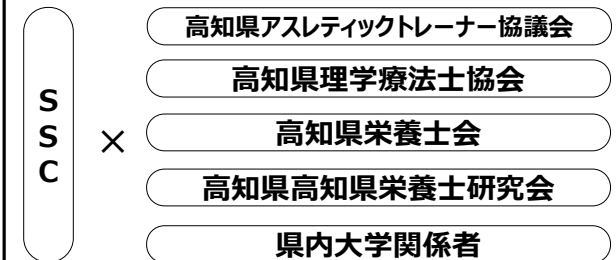 SSC
×
高知県アスレティックトレーナー協議会
高知県理学療法士協会
高知県栄養士会
高知県高知県栄養士研究会
県内大学関係者